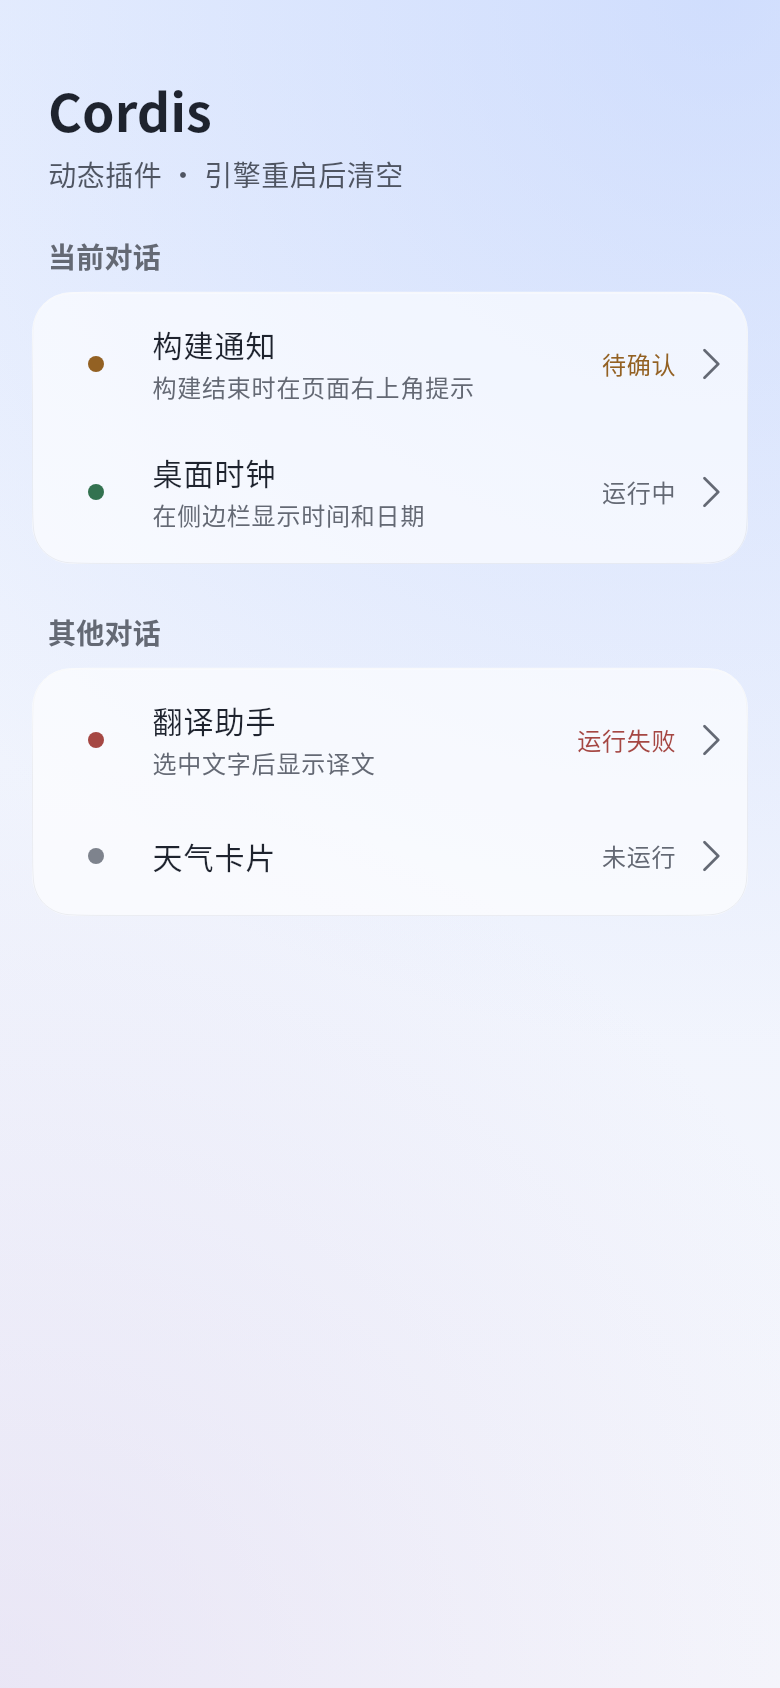 Cordis
动态插件 · 引擎重启后清空
当前对话
构建通知
构建结束时在页面右上角提示
待确认
桌面时钟
在侧边栏显示时间和日期
运行中
其他对话
翻译助手
选中文字后显示译文
运行失败
天气卡片
未运行